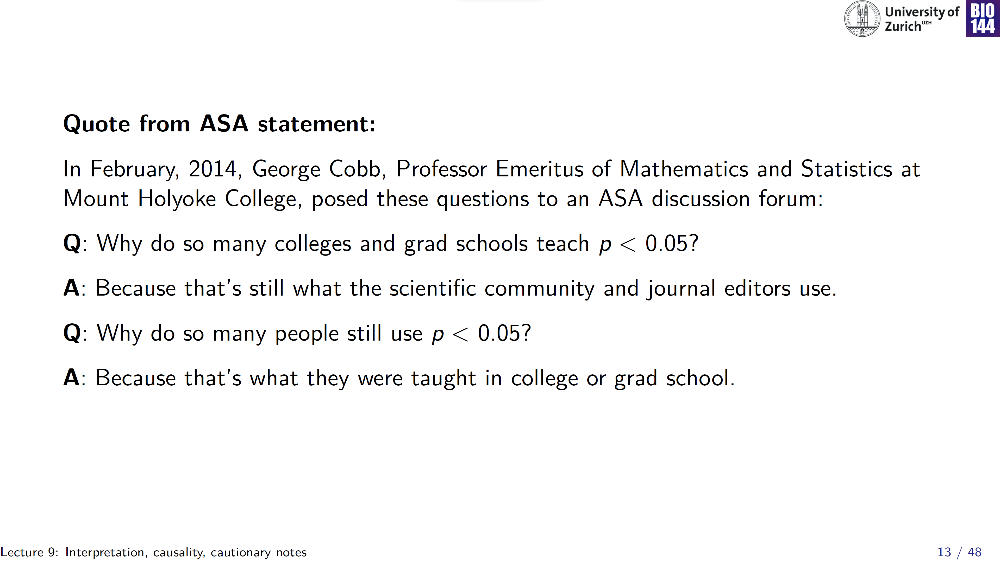 University of
Zurich UZH
BIO
144
Quote from ASA statement:
In February, 2014, George Cobb, Professor Emeritus of Mathematics and Statistics at
Mount Holyoke College, posed these questions to an ASA discussion forum:
Q: Why do so many colleges and grad schools teach p < 0.05?
A: Because that's still what the scientific community and journal editors use.
Q: Why do so many people still use p < 0.05?
A: Because that's what they were taught in college or grad school.
Lecture 9: Interpretation, causality, cautionary notes
13 / 48